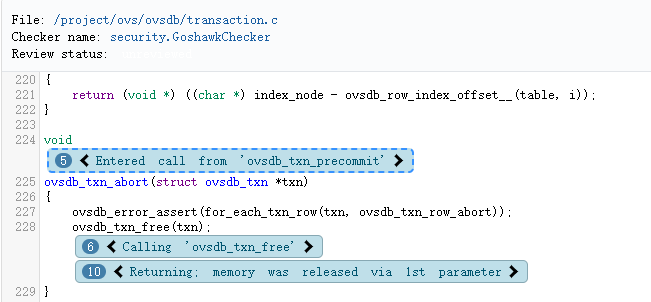 File: /project/ovs/ovsdb/transaction.c
Checker name: security.GoshawkChecker
Review status:
220 {
221     return (void *) ((char *) index_node - ovsdb_row_index_offset__(table, i));
222 }
223
224 void
5 Entered call from 'ovsdb_txn_precommit'
225 ovsdb_txn_abort(struct ovsdb_txn *txn)
226 {
227     ovsdb_error_assert(for_each_txn_row(txn, ovsdb_txn_row_abort));
228     ovsdb_txn_free(txn);
6 Calling 'ovsdb_txn_free'
10 Returning; memory was released via 1st parameter
229 }